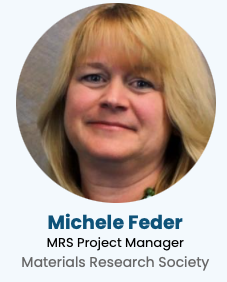 Michele Feder
MRS Project Manager
Materials Research Society